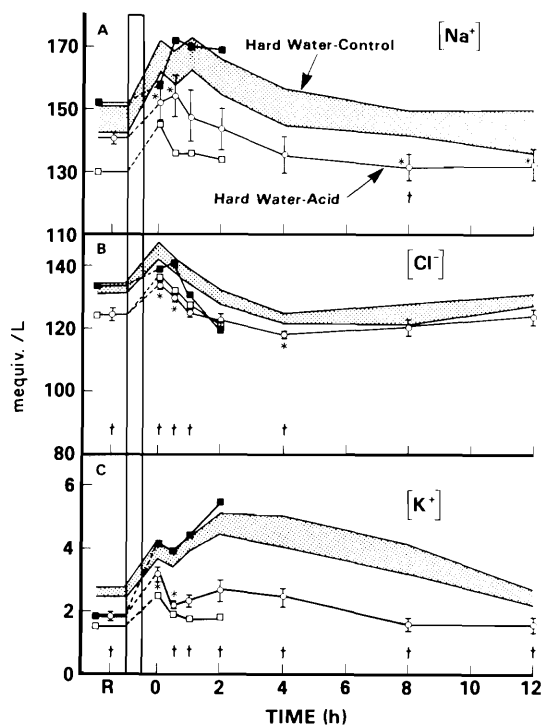 A
[Na+]
170
Hard Water-Control
*
*
150
130
*
*
Hard Water-Acid
†
110
B
[Cl−]
140
120
*
*
*
100
mequiv./L
† † † † †
80
C
[K+]
6
4
*
*
2
† † † † † † †
0
R 0 2 4 6 8 10 12
TIME (h)